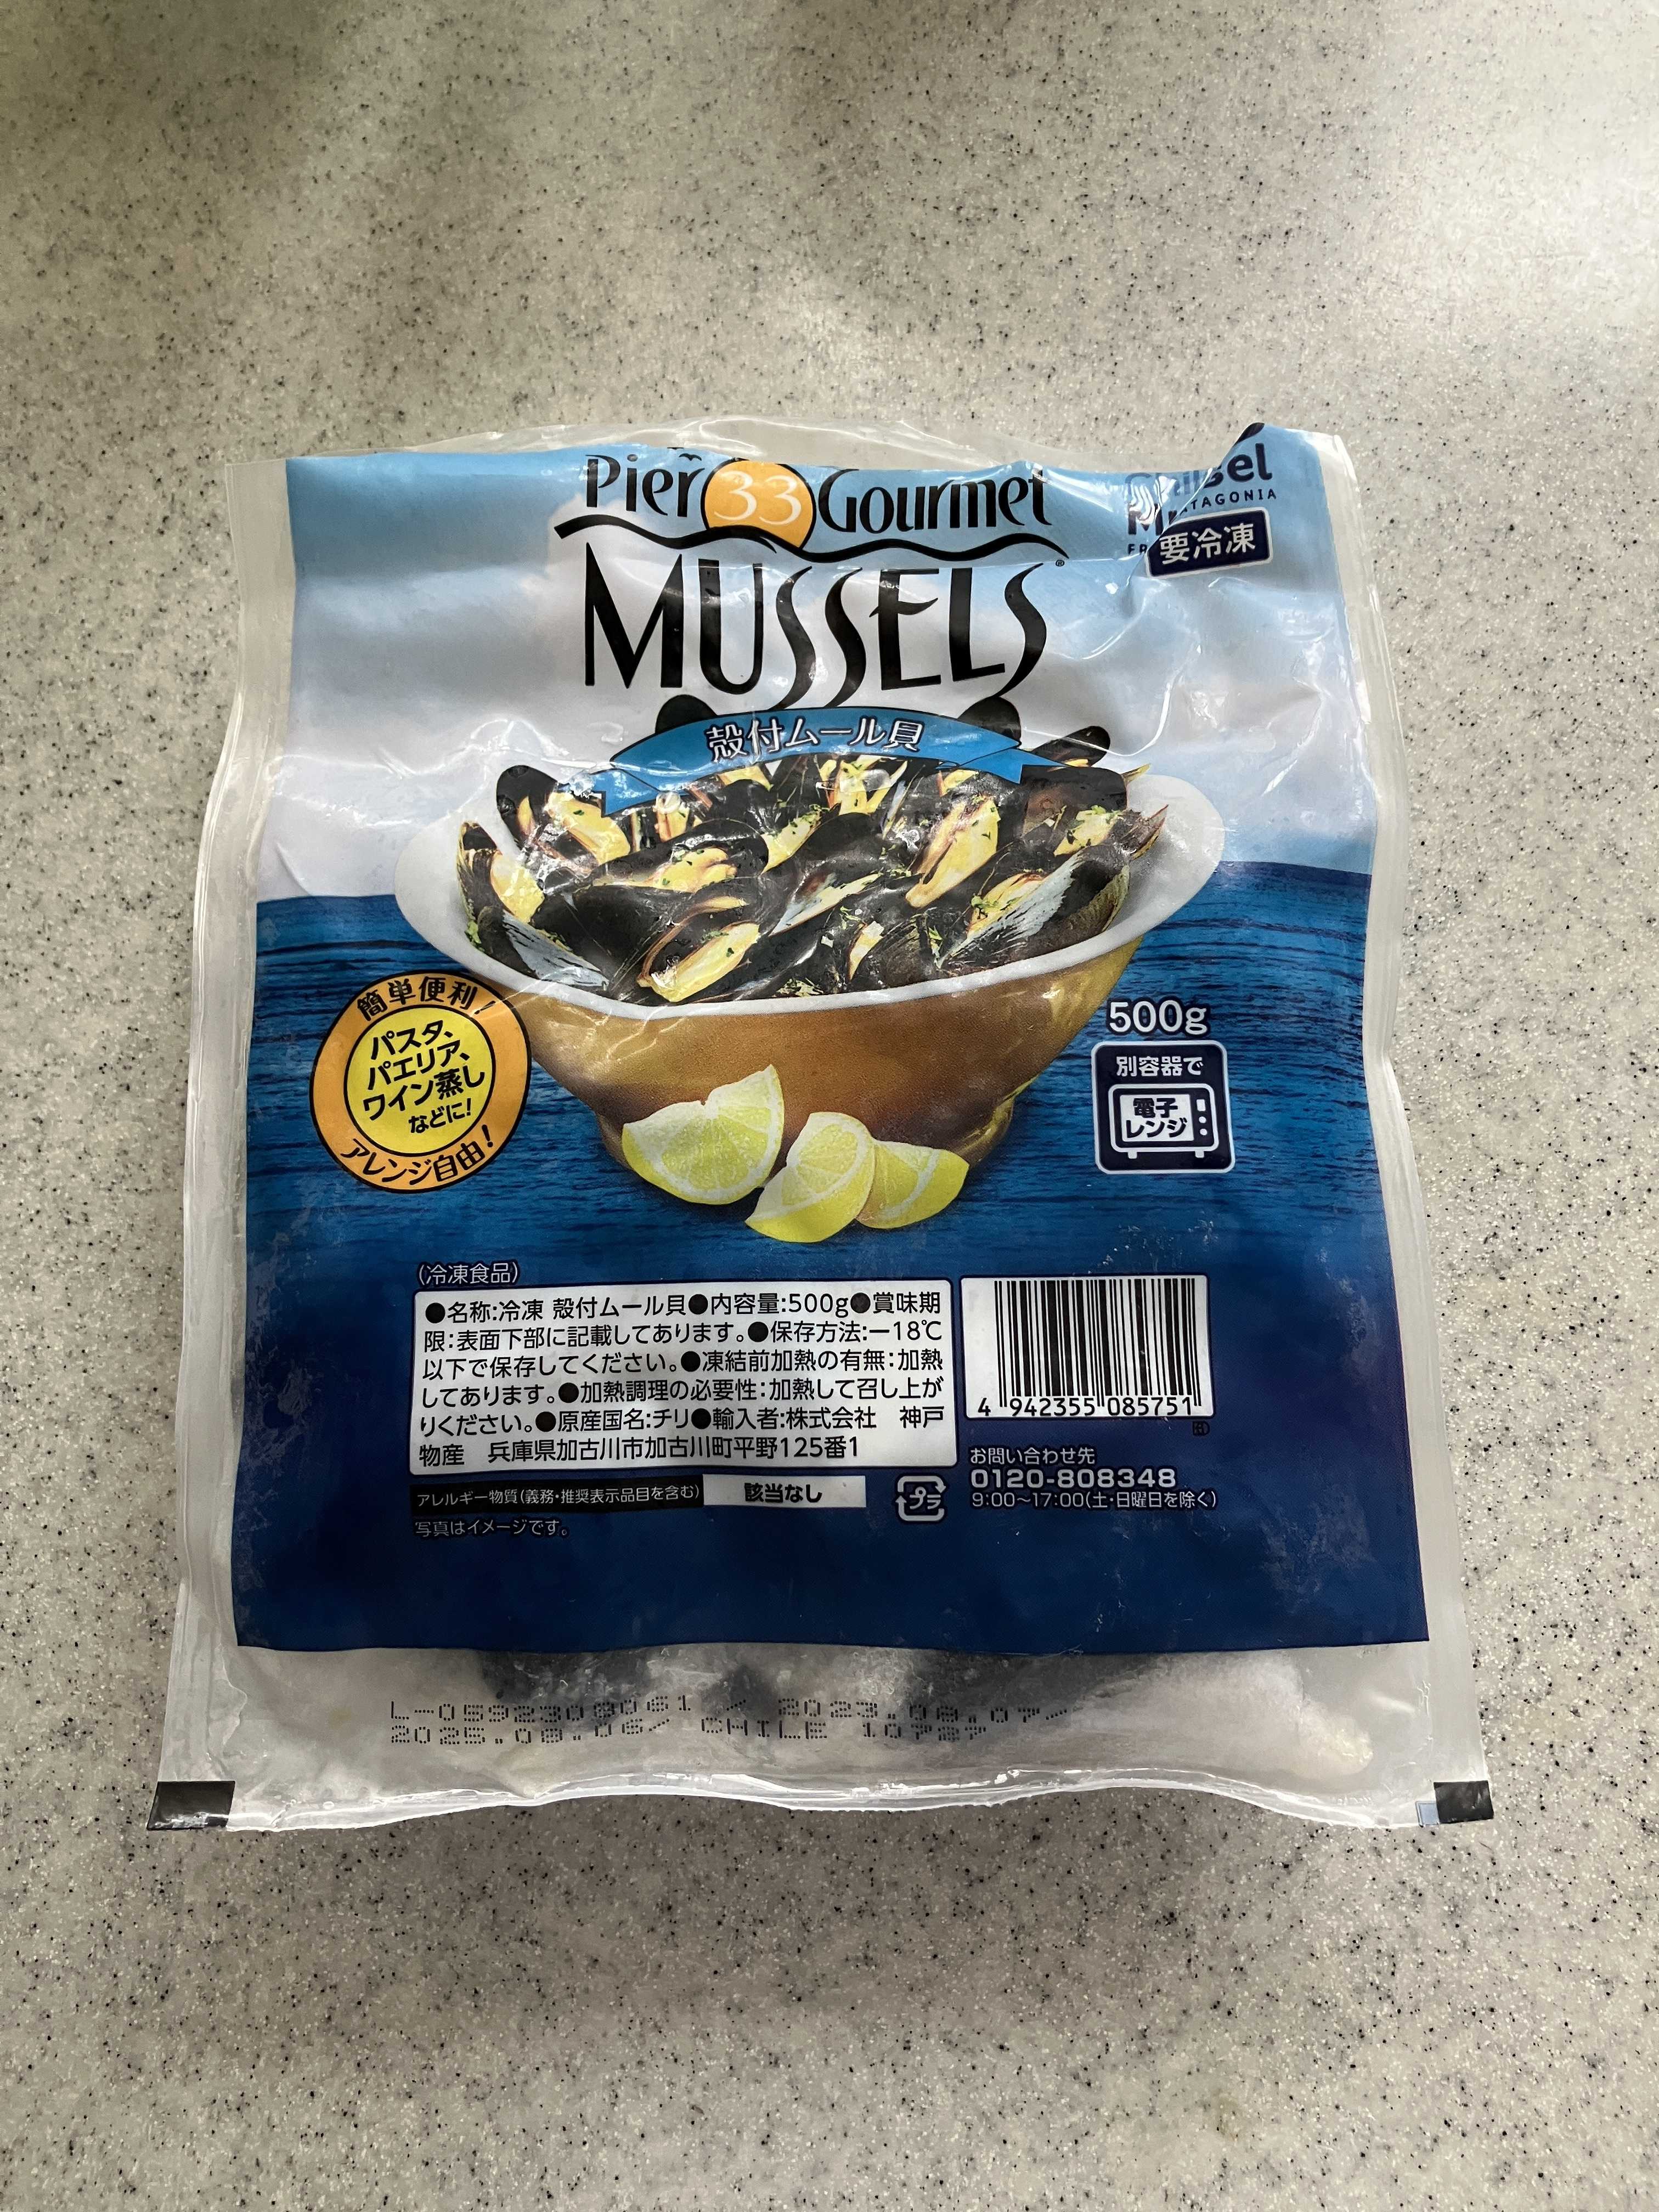 Pier 33 Gourmet
MUSSELS®
殻付ムール貝
TAGONIA
要冷凍
簡単便利!
パスタ、
パエリア、
ワイン蒸し
などに!
アレンジ自由!
500g
別容器で
電子
レンジ
(冷凍食品)
●名称:冷凍 殻付ムール貝●内容量:500g●賞味期
限:表面下部に記載してあります。●保存方法:ー18℃
以下で保存してください。●凍結前加熱の有無:加熱
してあります。●加熱調理の必要性:加熱して召し上が
りください。●原産国名:チリ●輸入者:株式会社 神戸
物産 兵庫県加古川市加古川町平野125番1
アレルギー物質(義務・推奨表示品目を含む) 該当なし
写真はイメージです。
プラ
4 942355 085751
お問い合わせ先
0120-808348
9:00〜17:00(土・日曜日を除く)
L-0592308061 / 2023.08.07/
2025.08.06/ CHILE 10727